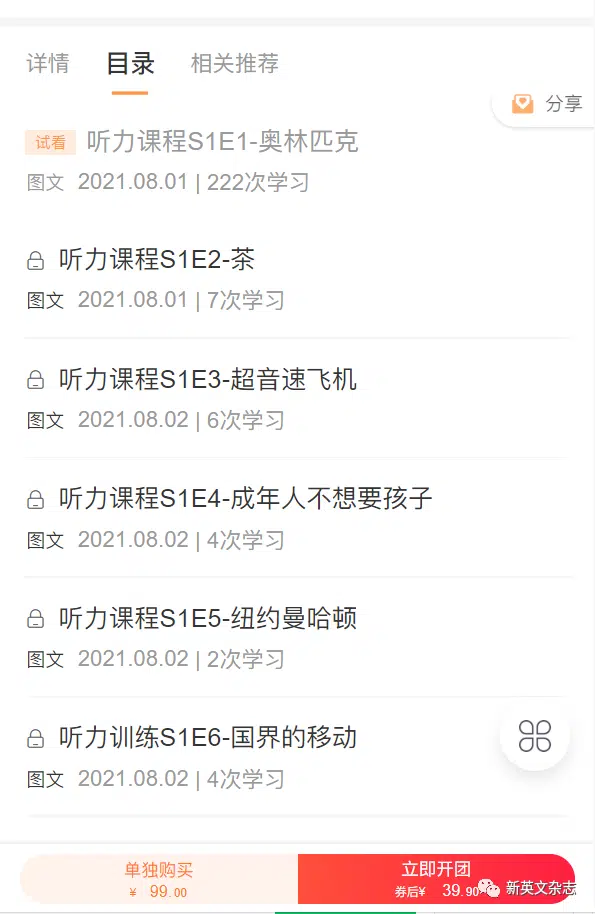 详情 目录 相关推荐
分享
试看 听力课程S1E1-奥林匹克
图文 2021.08.01 | 222次学习
听力课程S1E2-茶
图文 2021.08.01 | 7次学习
听力课程S1E3-超音速飞机
图文 2021.08.02 | 6次学习
听力课程S1E4-成年人不想要孩子
图文 2021.08.02 | 4次学习
听力课程S1E5-纽约曼哈顿
图文 2021.08.02 | 2次学习
听力训练S1E6-国界的移动
图文 2021.08.02 | 4次学习
单独购买 立即开团
¥ 99.00 券后¥ 39.90 新英文杂志